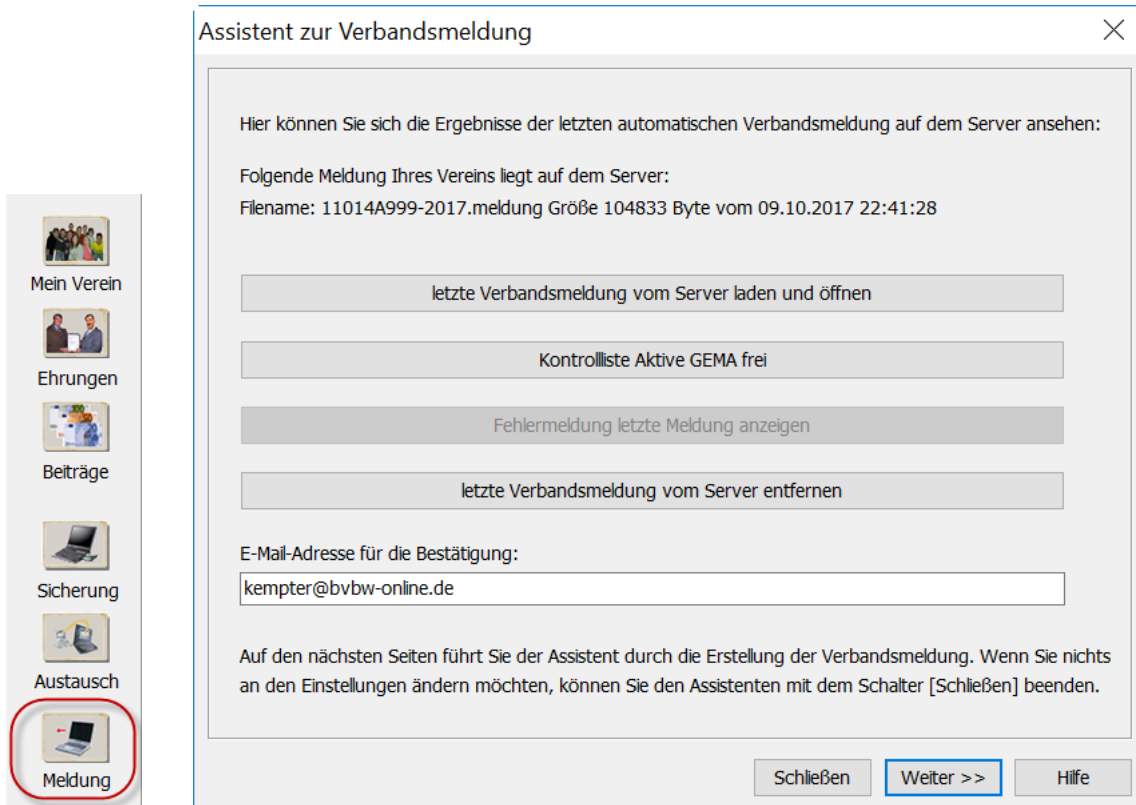 Assistent zur Verbandsmeldung
Hier können Sie sich die Ergebnisse der letzten automatischen Verbandsmeldung auf dem Server ansehen:
Folgende Meldung Ihres Vereins liegt auf dem Server:
Filename: 11014A999-2017.meldung Größe 104833 Byte vom 09.10.2017 22:41:28
letzte Verbandsmeldung vom Server laden und öffnen
Kontrollliste Aktive GEMA frei
Fehlermeldung letzte Meldung anzeigen
letzte Verbandsmeldung vom Server entfernen
E-Mail-Adresse für die Bestätigung:
kempter@bvbw-online.de
Auf den nächsten Seiten führt Sie der Assistent durch die Erstellung der Verbandsmeldung. Wenn Sie nichts
an den Einstellungen ändern möchten, können Sie den Assistenten mit dem Schalter [Schließen] beenden.
Schließen
Weiter >>
Hilfe
Mein Verein
Ehrungen
Beiträge
Sicherung
Austausch
Meldung